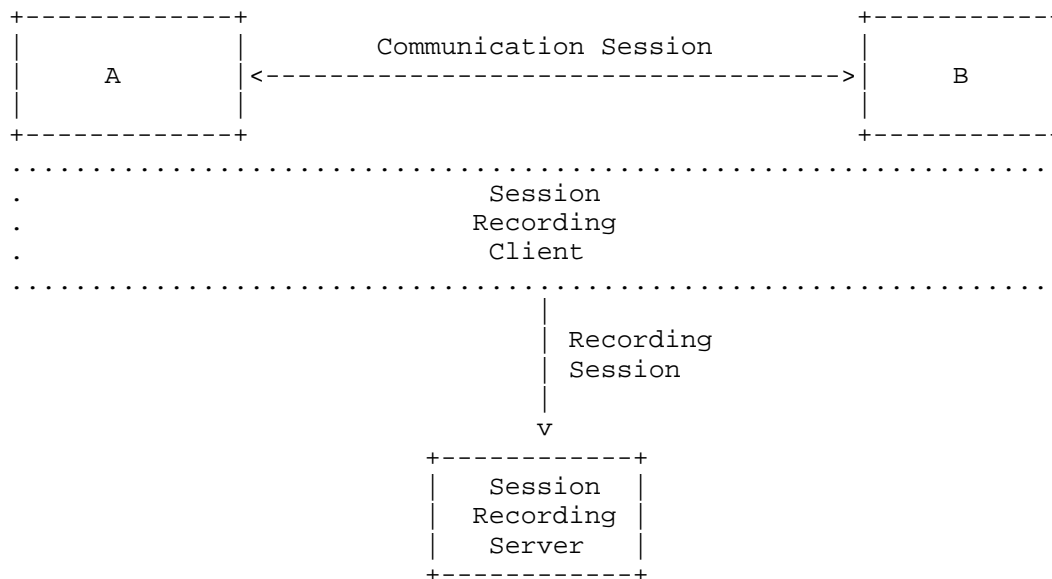 Communication Session
A
B
Session
Recording
Client
Recording
Session
Session
Recording
Server